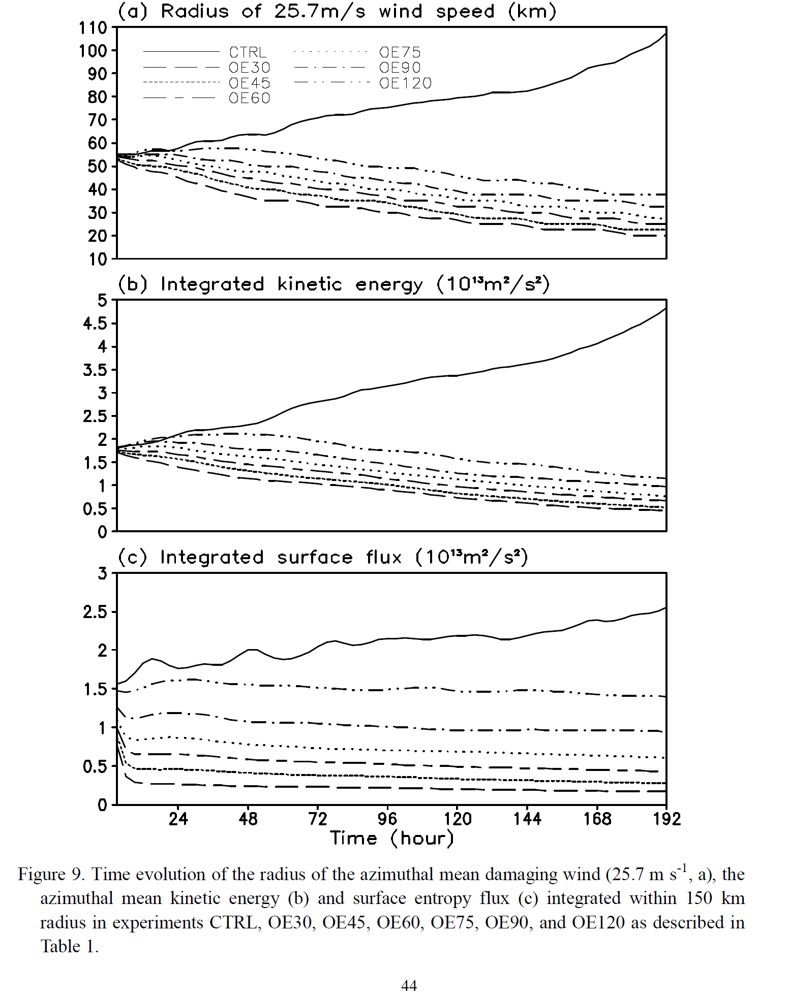 (a) Radius of 25.7m/s wind speed (km)
110
100
90
80
70
60
50
40
30
20
10
CTRL
OE30
OE45
OE60
OE75
OE90
OE120
(b) Integrated kinetic energy (10¹³m²/s²)
5
4.5
4
3.5
3
2.5
2
1.5
1
0.5
0
(c) Integrated surface flux (10¹³m²/s²)
3
2.5
2
1.5
1
0.5
0
24 48 72 96 120 144 168 192
Time (hour)
Figure 9. Time evolution of the radius of the azimuthal mean damaging wind (25.7 m s⁻¹, a), the
azimuthal mean kinetic energy (b) and surface entropy flux (c) integrated within 150 km
radius in experiments CTRL, OE30, OE45, OE60, OE75, OE90, and OE120 as described in
Table 1.
44